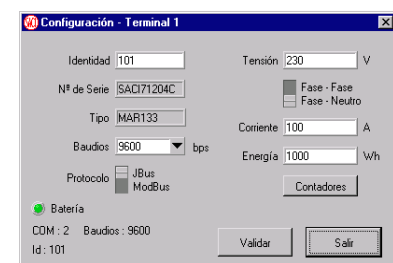 Configuración - Terminal 1
Identidad 101
Nº de Serie SACI71204C
Tipo MAR133
Baudios 9600 bps
Protocolo JBus
ModBus
Batería
COM : 2 Baudios : 9600
Id : 101
Tensión 230 V
Fase - Fase
Fase - Neutro
Corriente 100 A
Energía 1000 Wh
Contadores
Validar
Salir